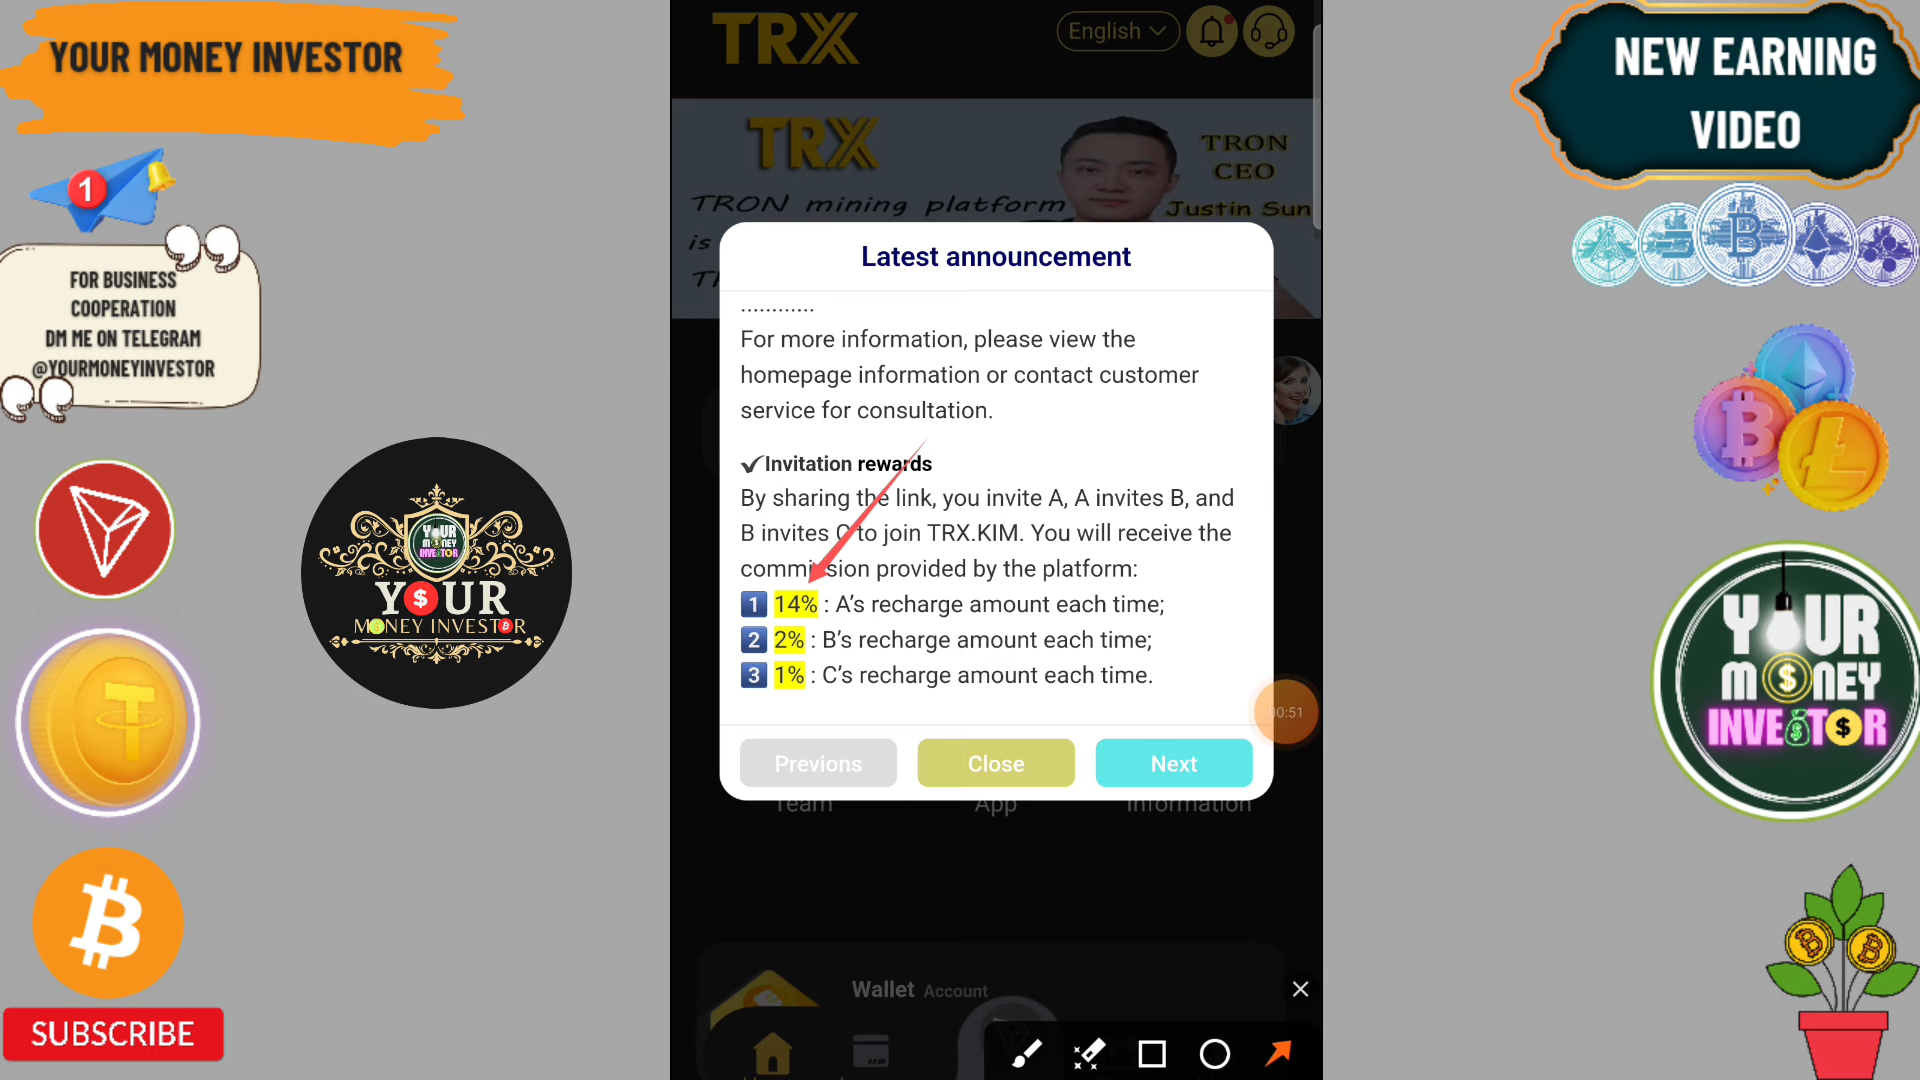 YOUR MONEY INVESTOR
1
FOR BUSINESS
COOPERATION
DM ME ON TELEGRAM
@YOURMONEYINVESTOR
YOUR
MONEY
INVESTOR
Y$UR
MONEY INVESTOR
SUBSCRIBE
TRX
English
TRX
TRON
CEO
TRON mining platform
Justin Sun
is
Latest announcement
............
For more information, please view the
homepage information or contact customer
service for consultation.
✔Invitation rewards
By sharing the link, you invite A, A invites B, and
B invites C to join TRX.KIM. You will receive the
commission provided by the platform:
1 14% : A’s recharge amount each time;
2 2% : B’s recharge amount each time;
3 1% : C’s recharge amount each time.
00:51
Previons
Close
Next
Team
App
Information
Wallet Account
NEW EARNING
VIDEO
YOUR
M$NEY
INVESTOR